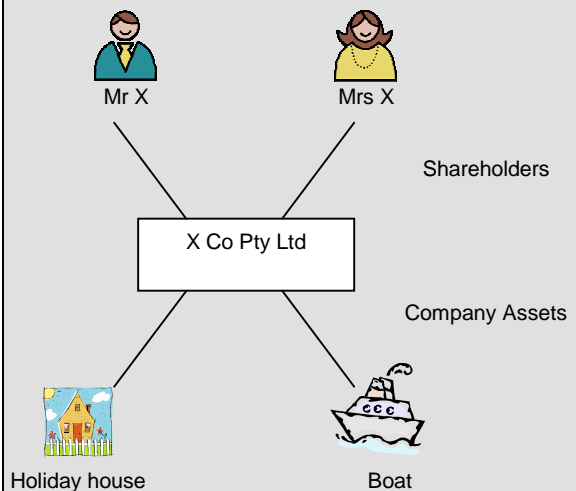 Mr X
Mrs X
Shareholders
X Co Pty Ltd
Company Assets
Holiday house
Boat